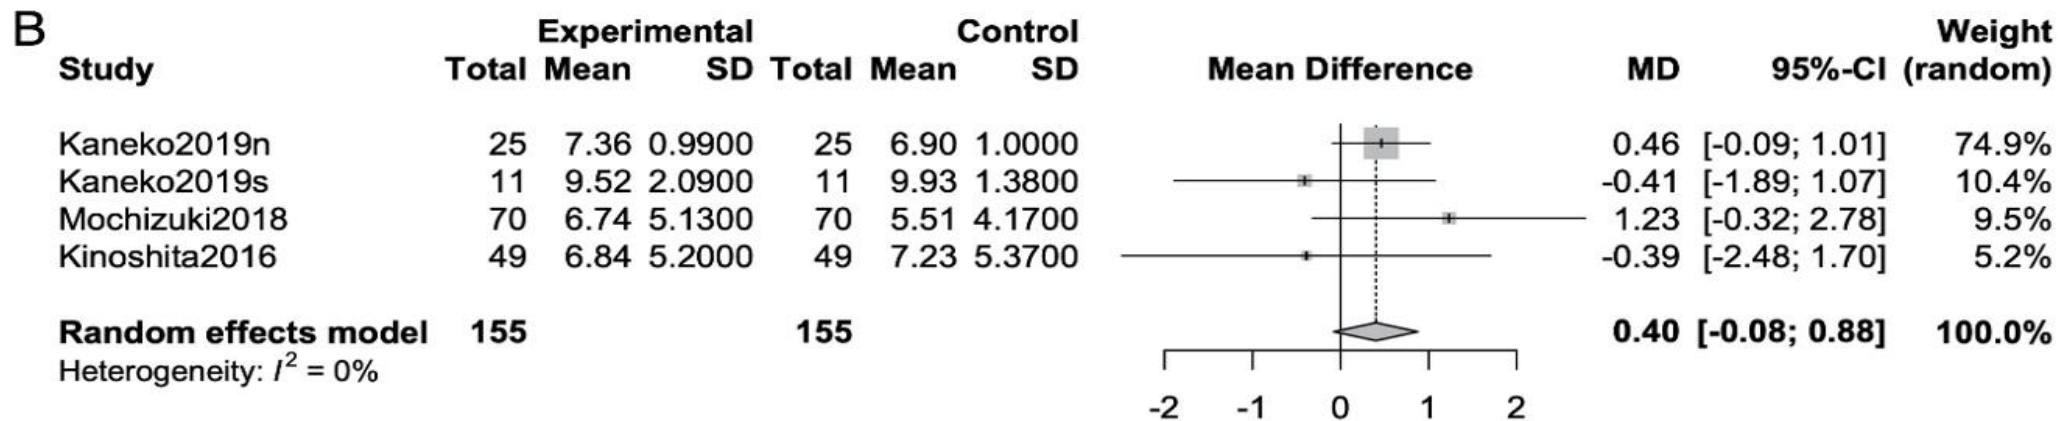 B
Experimental Control Weight
Study Total Mean SD Total Mean SD Mean Difference MD 95%-CI (random)
Kaneko2019n 25 7.36 0.9900 25 6.90 1.0000 0.46 [-0.09; 1.01] 74.9%
Kaneko2019s 11 9.52 2.0900 11 9.93 1.3800 -0.41 [-1.89; 1.07] 10.4%
Mochizuki2018 70 6.74 5.1300 70 5.51 4.1700 1.23 [-0.32; 2.78] 9.5%
Kinoshita2016 49 6.84 5.2000 49 7.23 5.3700 -0.39 [-2.48; 1.70] 5.2%
Random effects model 155 155 0.40 [-0.08; 0.88] 100.0%
Heterogeneity: I² = 0%
-2 -1 0 1 2